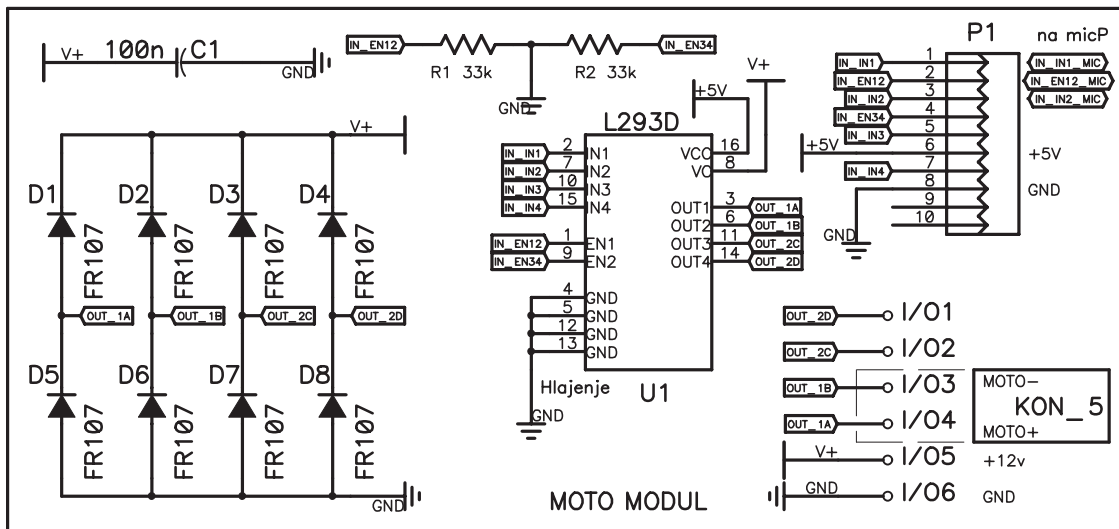 V+ 100n C1 GND
IN_EN12 R1 33k R2 33k IN_EN34
GND
P1 na micP
IN_IN1 1 IN_IN1_MIC
IN_EN12 2 IN_EN12_MIC
IN_IN2 3 IN_IN2_MIC
IN_EN34 4
IN_IN3 5
+5V 6 +5V
IN_IN4 7
8 GND
9
10
GND
V+
+5V
L293D
IN_IN1 2 IN1 VCC 16
IN_IN2 7 IN2 VC 8
IN_IN3 10 IN3
IN_IN4 15 IN4 OUT1 3 OUT_1A
OUT2 6 OUT_1B
IN_EN12 1 EN1 OUT3 11 OUT_2C
IN_EN34 9 EN2 OUT4 14 OUT_2D
4 GND
5 GND
12 GND
13 GND
Hlajenje U1
GND
V+
D1 D2 D3 D4
FR107 FR107 FR107 FR107
OUT_1A OUT_1B OUT_2C OUT_2D
D5 D6 D7 D8
FR107 FR107 FR107 FR107
GND
OUT_2D I/O1
OUT_2C I/O2
OUT_1B I/O3 MOTO-
KON_5
OUT_1A I/O4 MOTO+
V+ I/O5 +12v
GND I/O6 GND
MOTO MODUL